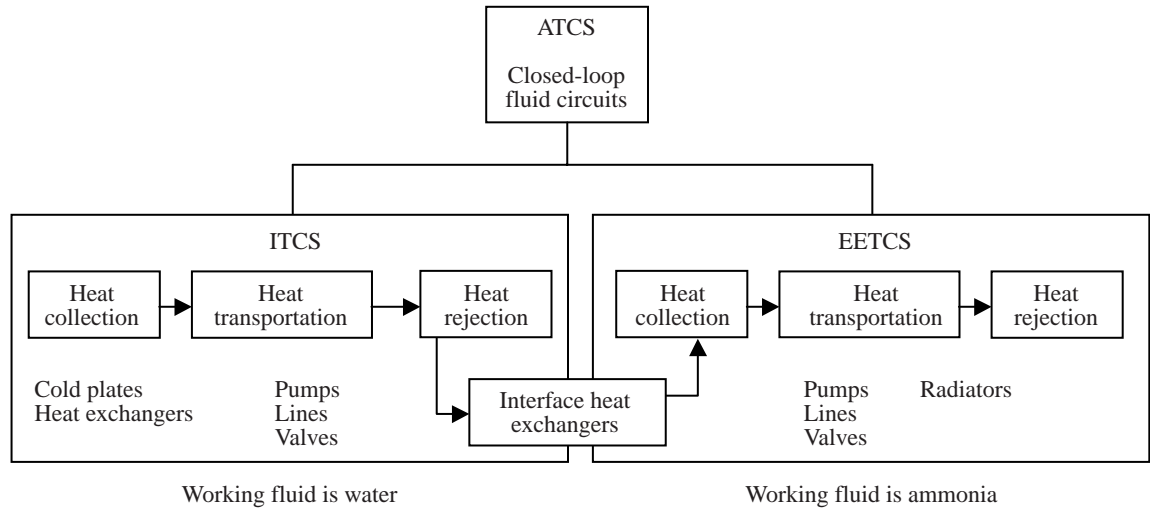 ATCS
Closed-loop
fluid circuits
ITCS
Heat
collection
Heat
transportation
Heat
rejection
Cold plates
Heat exchangers
Pumps
Lines
Valves
Interface heat
exchangers
EETCS
Heat
collection
Heat
transportation
Heat
rejection
Pumps
Lines
Valves
Radiators
Working fluid is water
Working fluid is ammonia